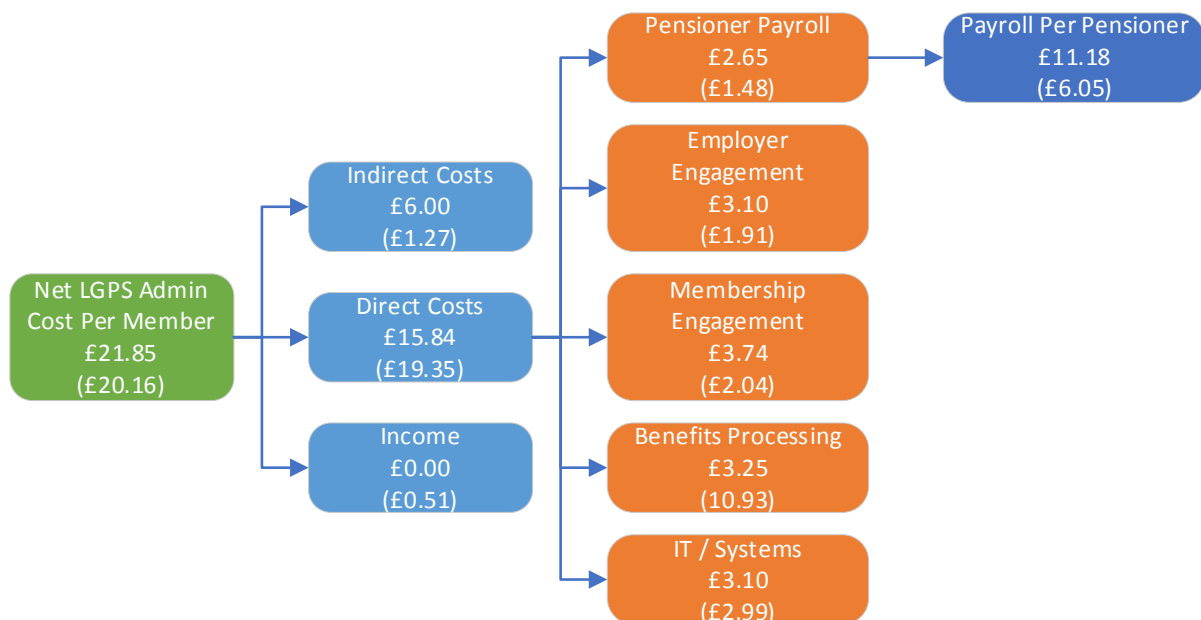 Net LGPS Admin
Cost Per Member
£21.85
(£20.16)
Indirect Costs
£6.00
(£1.27)
Direct Costs
£15.84
(£19.35)
Income
£0.00
(£0.51)
Pensioner Payroll
£2.65
(£1.48)
Employer
Engagement
£3.10
(£1.91)
Membership
Engagement
£3.74
(£2.04)
Benefits Processing
£3.25
(10.93)
IT / Systems
£3.10
(£2.99)
Payroll Per Pensioner
£11.18
(£6.05)